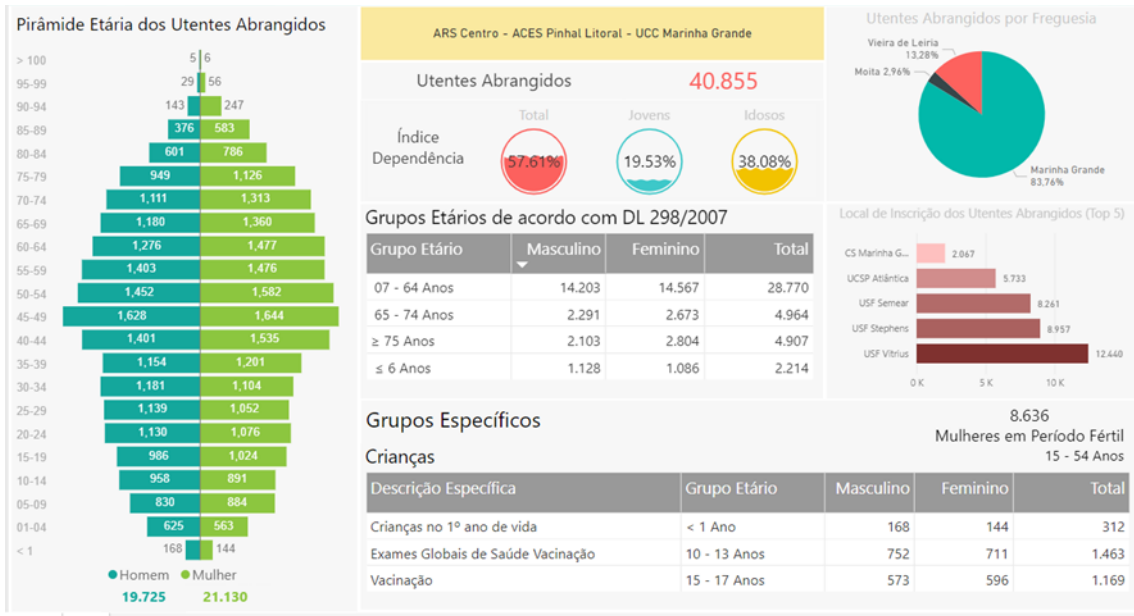 Pirâmide Etária dos Utentes Abrangidos
> 100 5 6
95-99 29 56
90-94 143 247
85-89 376 583
80-84 601 786
75-79 949 1,126
70-74 1,111 1,313
65-69 1,180 1,360
60-64 1,276 1,477
55-59 1,403 1,476
50-54 1,452 1,582
45-49 1,628 1,644
40-44 1,401 1,535
35-39 1,154 1,201
30-34 1,181 1,104
25-29 1,139 1,052
20-24 1,130 1,076
15-19 986 1,024
10-14 958 891
05-09 830 884
01-04 625 563
< 1 168 144
Homem Mulher
19.725 21.130
ARS Centro - ACES Pinhal Litoral - UCC Marinha Grande
Utentes Abrangidos 40.855
Índice
Dependência
Total Jovens Idosos
57.61% 19.53% 38.08%
Grupos Etários de acordo com DL 298/2007
Grupo Etário Masculino Feminino Total
07 - 64 Anos 14.203 14.567 28.770
65 - 74 Anos 2.291 2.673 4.964
≥ 75 Anos 2.103 2.804 4.907
≤ 6 Anos 1.128 1.086 2.214
Utentes Abrangidos por Freguesia
Vieira de Leiria
13,28%
Moita 2,96%
Marinha Grande
83,76%
Local de Inscrição dos Utentes Abrangidos (Top 5)
CS Marinha G... 2.067
UCSP Atlântica 5.733
USF Semear 8.261
USF Stephens 8.957
USF Vitrius 12.440
0 K 5 K 10 K
Grupos Específicos
8.636
Mulheres em Período Fértil
15 - 54 Anos
Crianças
Descrição Específica Grupo Etário Masculino Feminino Total
Crianças no 1º ano de vida < 1 Ano 168 144 312
Exames Globais de Saúde Vacinação 10 - 13 Anos 752 711 1.463
Vacinação 15 - 17 Anos 573 596 1.169